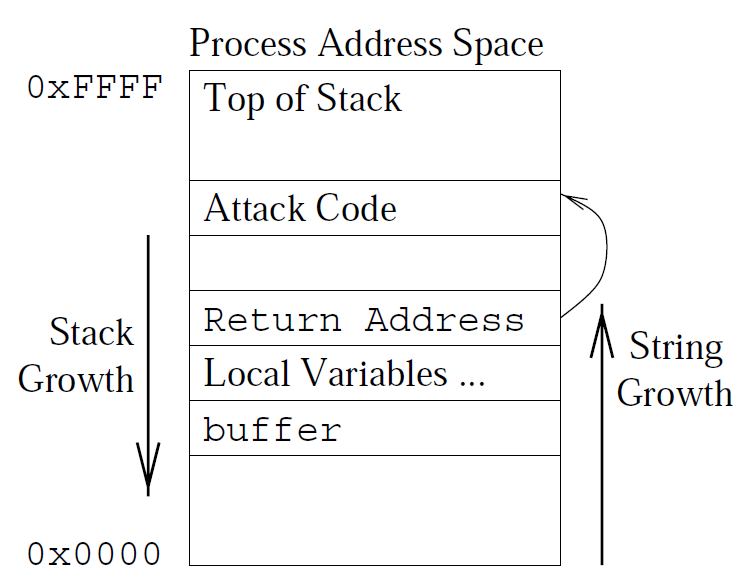 Process Address Space
0xFFFF
Top of Stack
Attack Code
Return Address
Local Variables ...
buffer
0x0000
Stack
Growth
String
Growth